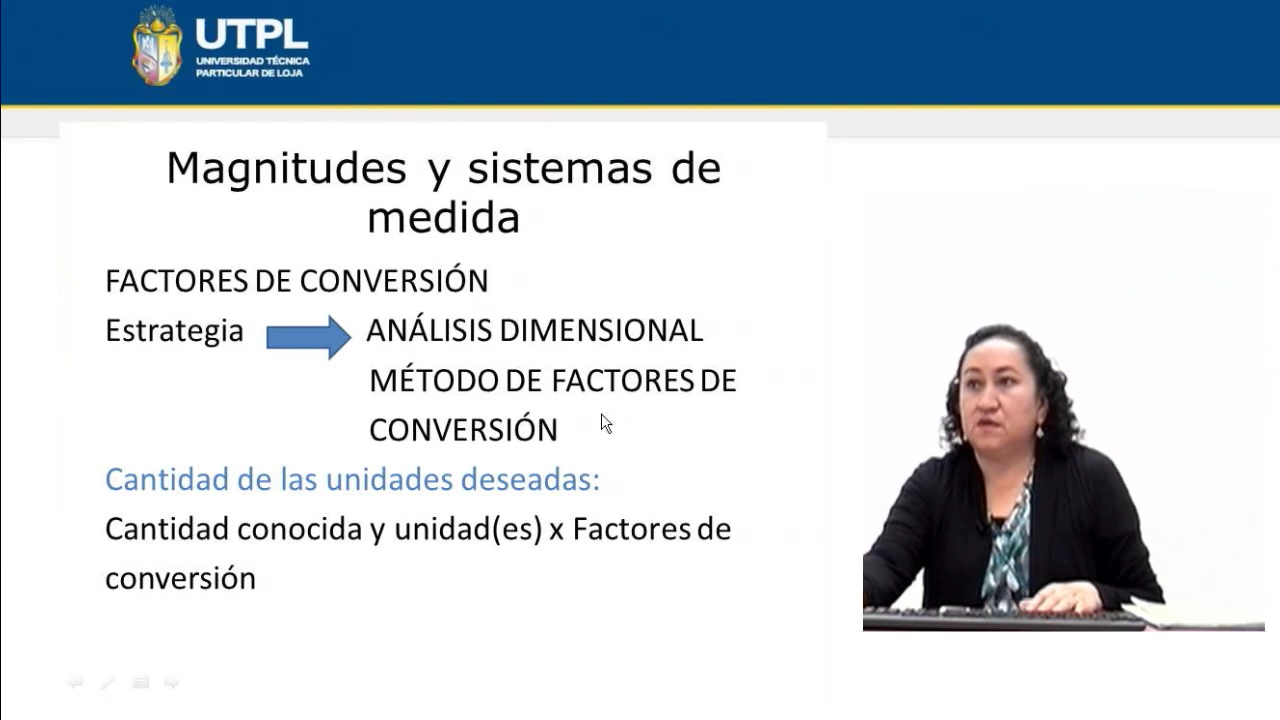 UTPL
UNIVERSIDAD TÉCNICA
PARTICULAR DE LOJA
Magnitudes y sistemas de
medida
FACTORES DE CONVERSIÓN
Estrategia ANÁLISIS DIMENSIONAL
MÉTODO DE FACTORES DE
CONVERSIÓN
Cantidad de las unidades deseadas:
Cantidad conocida y unidad(es) x Factores de
conversión